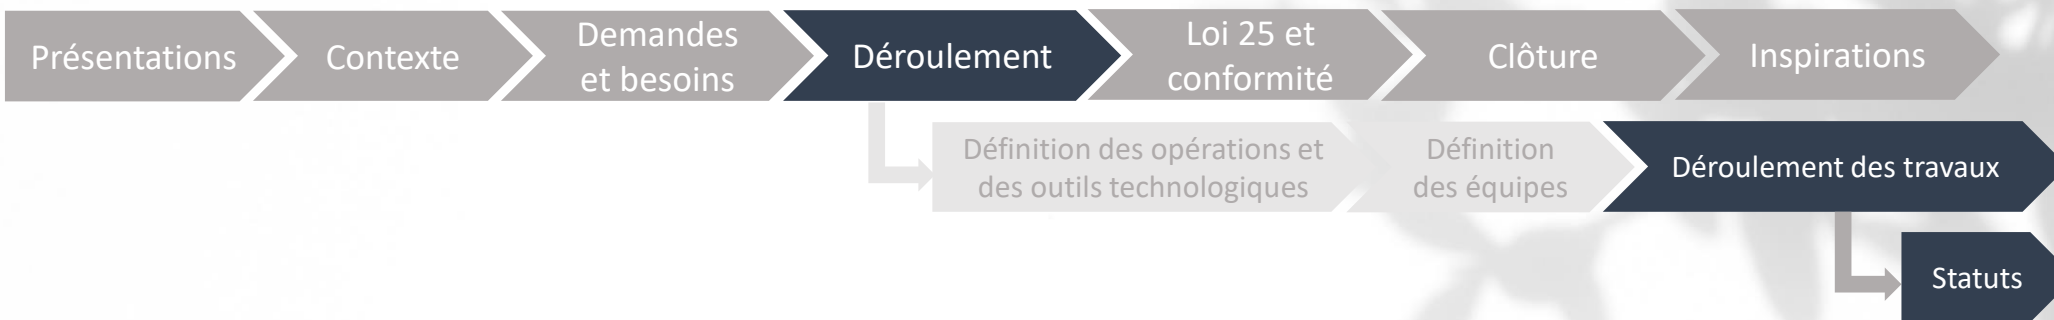 Présentations
Contexte
Demandes
et besoins
Déroulement
Loi 25 et
conformité
Clôture
Inspirations
Définition des opérations et
des outils technologiques
Définition
des équipes
Déroulement des travaux
Statuts